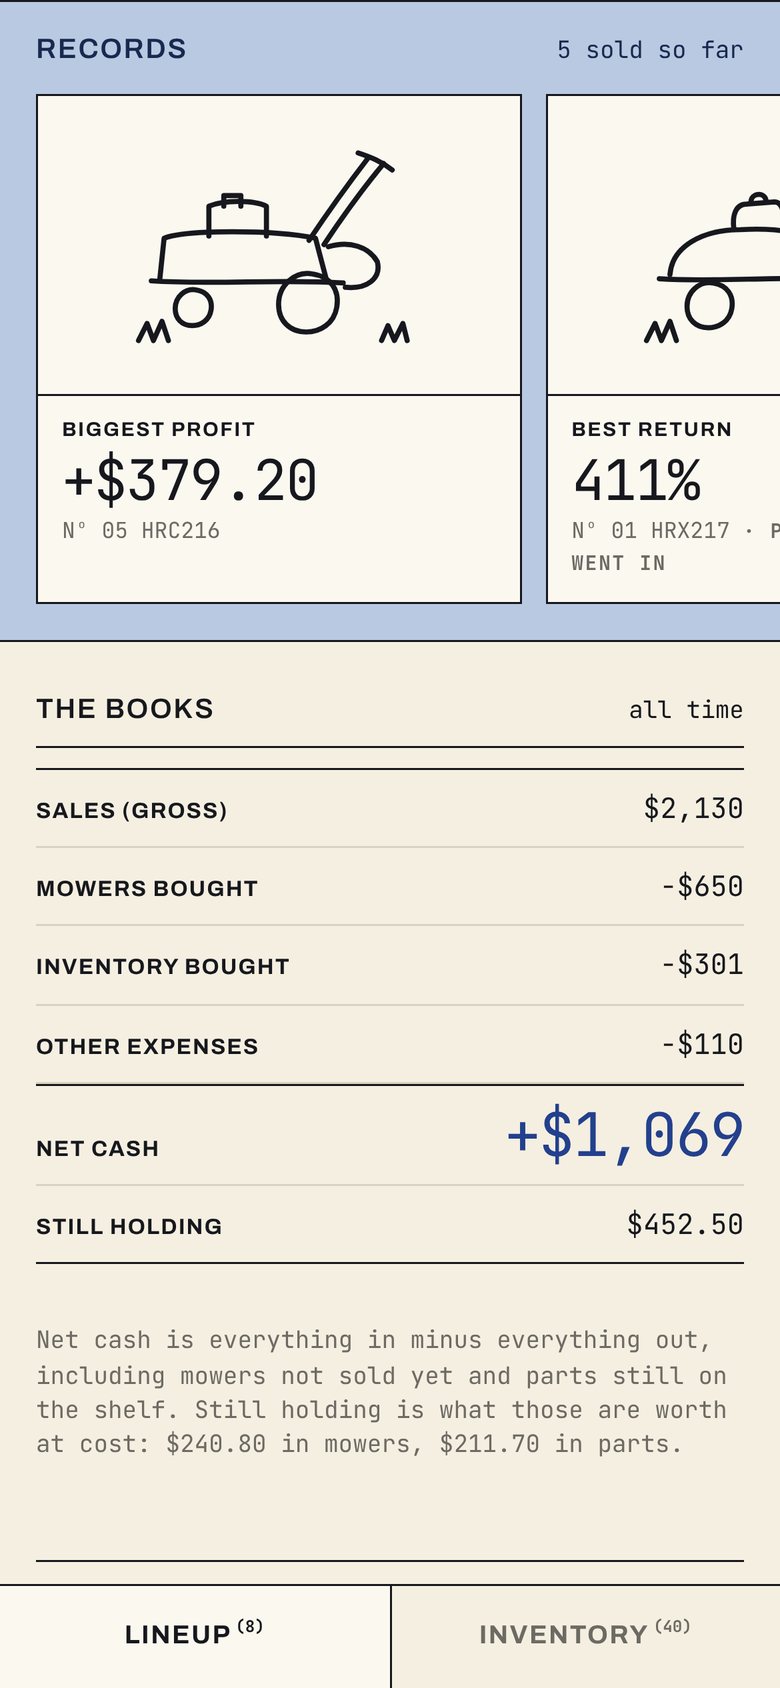 RECORDS
5 sold so far
BIGGEST PROFIT
+$379.20
Nº 05 HRC216
BEST RETURN
411%
Nº 01 HRX217 ·
WENT IN
THE BOOKS
all time
SALES (GROSS)
$2,130
MOWERS BOUGHT
-$650
INVENTORY BOUGHT
-$301
OTHER EXPENSES
-$110
NET CASH
+$1,069
STILL HOLDING
$452.50
Net cash is everything in minus everything out,
including mowers not sold yet and parts still on
the shelf. Still holding is what those are worth
at cost: $240.80 in mowers, $211.70 in parts.
LINEUP (8)
INVENTORY (40)